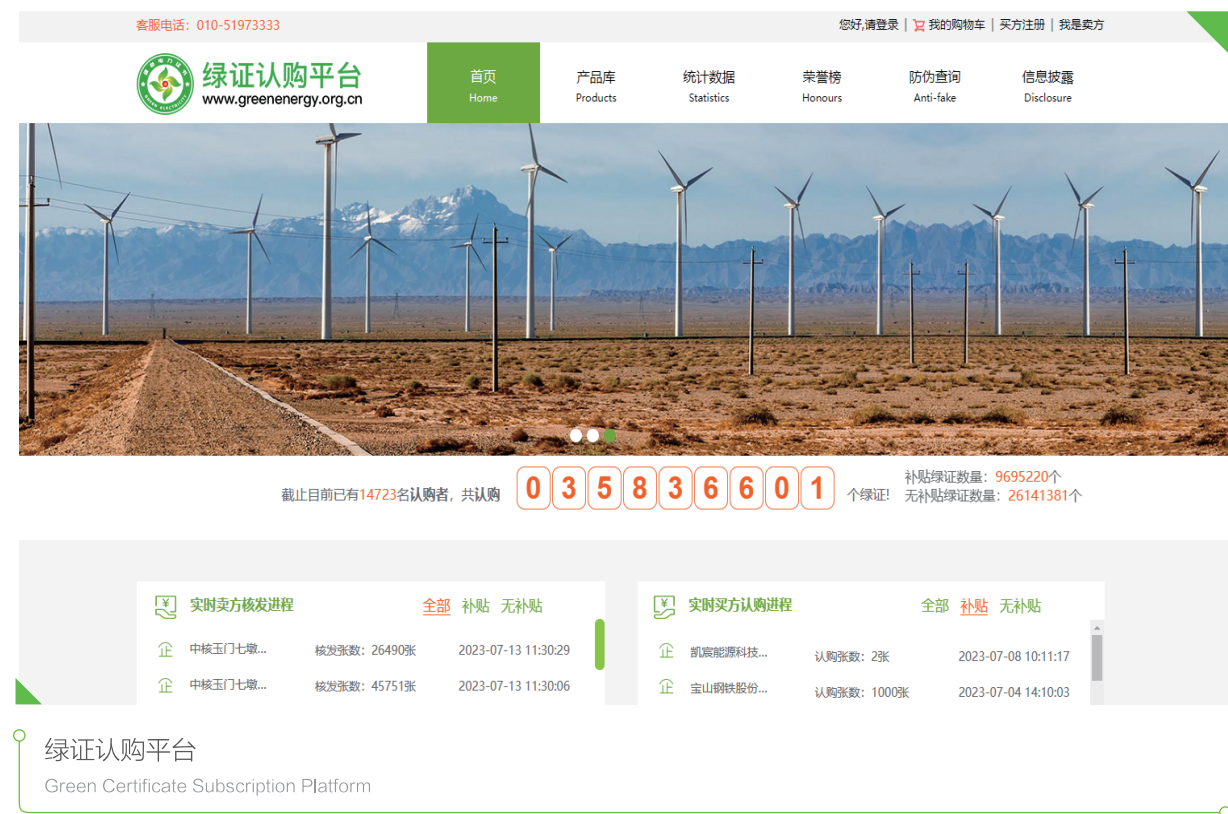 客服电话：010-51973333
您好,请登录 | 我的购物车 | 买方注册 | 我是卖方
绿证认购平台
www.greenenergy.org.cn
首页 产品库 统计数据 荣誉榜 防伪查询 信息披露
Home Products Statistics Honours Anti-fake Disclosure
截止目前已有14723名认购者，共认购 035836601 个绿证!
补贴绿证数量：9695220个
无补贴绿证数量：26141381个
实时卖方核发进程 全部 补贴 无补贴
企 中核玉门七墩... 核发张数：26490张 2023-07-13 11:30:29
企 中核玉门七墩... 核发张数：45751张 2023-07-13 11:30:06
实时买方认购进程 全部 补贴 无补贴
企 凯宸能源科技... 认购张数：2张 2023-07-08 10:11:17
企 宝山钢铁股份... 认购张数：1000张 2023-07-04 14:10:03
绿证认购平台
Green Certificate Subscription Platform